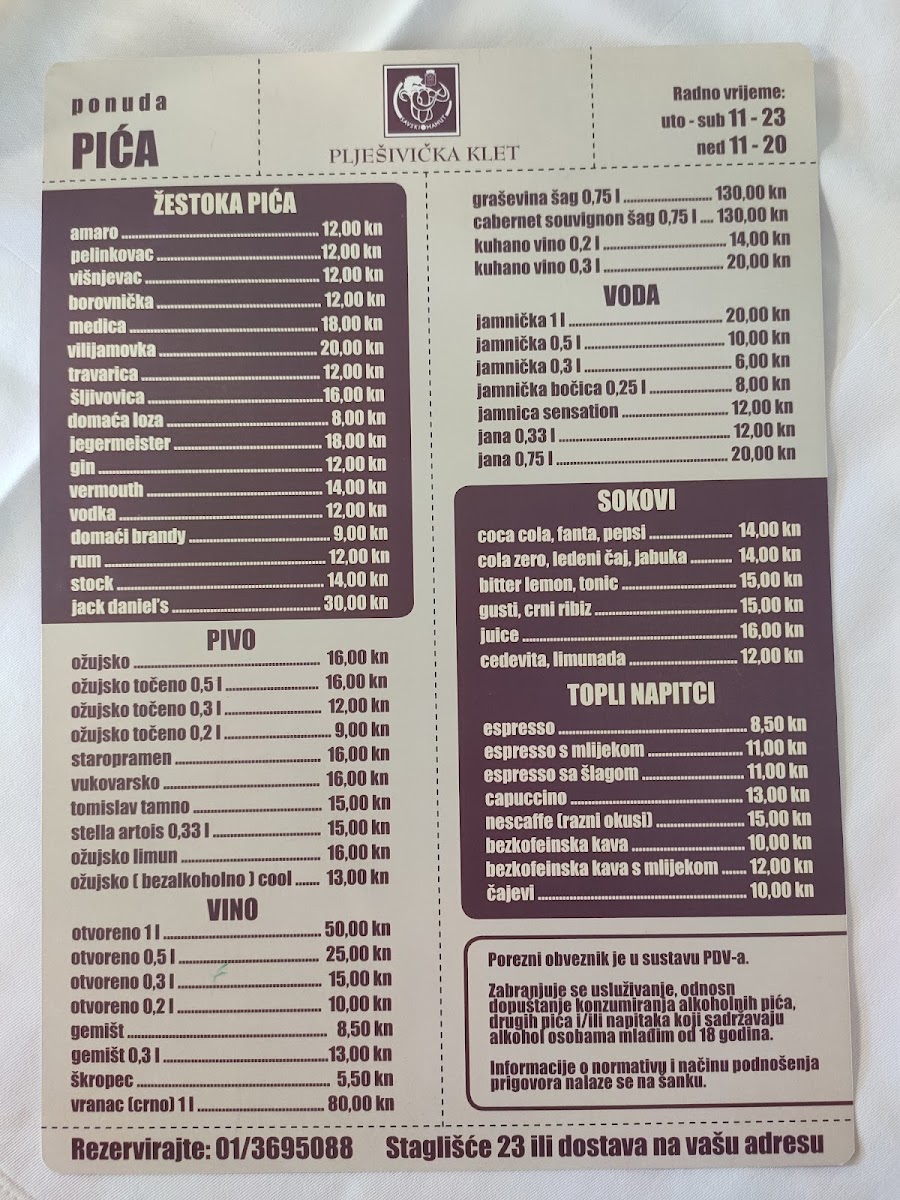 ponuda
PIĆA
PLJEŠIVIČKA KLET
Radno vrijeme:
uto - sub 11 - 23
ned 11 - 20
ŽESTOKA PIĆA
amaro 12,00 kn
pelinkovac 12,00 kn
višnjevac 12,00 kn
borovnička 12,00 kn
medica 18,00 kn
vilijamovka 20,00 kn
travarica 12,00 kn
šljivovica 16,00 kn
domaća loza 8,00 kn
jegermeister 18,00 kn
gin 12,00 kn
vermouth 14,00 kn
vodka 12,00 kn
domaći brandy 9,00 kn
rum 12,00 kn
stock 14,00 kn
jack daniel's 30,00 kn
PIVO
ožujsko 16,00 kn
ožujsko točeno 0,5 l 16,00 kn
ožujsko točeno 0,3 l 12,00 kn
ožujsko točeno 0,2 l 9,00 kn
staropramen 16,00 kn
vukovarsko 16,00 kn
tomislav tamno 15,00 kn
stella artois 0,33 l 15,00 kn
ožujsko limun 16,00 kn
ožujsko ( bezalkoholno ) cool 13,00 kn
VINO
otvoreno 1 l 50,00 kn
otvoreno 0,5 l 25,00 kn
otvoreno 0,3 l 15,00 kn
otvoreno 0,2 l 10,00 kn
gemišt 8,50 kn
gemišt 0,3 l 13,00 kn
škropec 5,50 kn
vranac (crno) 1 l 80,00 kn
graševina šag 0,75 l 130,00 kn
cabernet souvignon šag 0,75 l 130,00 kn
kuhano vino 0,2 l 14,00 kn
kuhano vino 0,3 l 20,00 kn
VODA
jamnička 1 l 20,00 kn
jamnička 0,5 l 10,00 kn
jamnička 0,3 l 6,00 kn
jamnička bočica 0,25 l 8,00 kn
jamnica sensation 12,00 kn
jana 0,33 l 12,00 kn
jana 0,75 l 20,00 kn
SOKOVI
coca cola, fanta, pepsi 14,00 kn
cola zero, ledeni čaj, jabuka 14,00 kn
bitter lemon, tonic 15,00 kn
gusti, crni ribiz 15,00 kn
juice 16,00 kn
cedevita, limunada 12,00 kn
TOPLI NAPITCI
espresso 8,50 kn
espresso s mlijekom 11,00 kn
espresso sa šlagom 11,00 kn
capuccino 13,00 kn
nescaffe (razni okusi) 15,00 kn
bezkofeinska kava 10,00 kn
bezkofeinska kava s mlijekom 12,00 kn
čajevi 10,00 kn
Porezni obveznik je u sustavu PDV-a.
Zabranjuje se usluživanje, odnosn
dopuštanje konzumiranja alkoholnih pića,
drugih pića i/ili napitaka koji sadržavaju
alkohol osobama mlađim od 18 godina.
Informacije o normativu i načinu podnošenja
prigovora nalaze se na šanku.
Rezervirajte: 01/3695088 Staglišće 23 ili dostava na vašu adresu